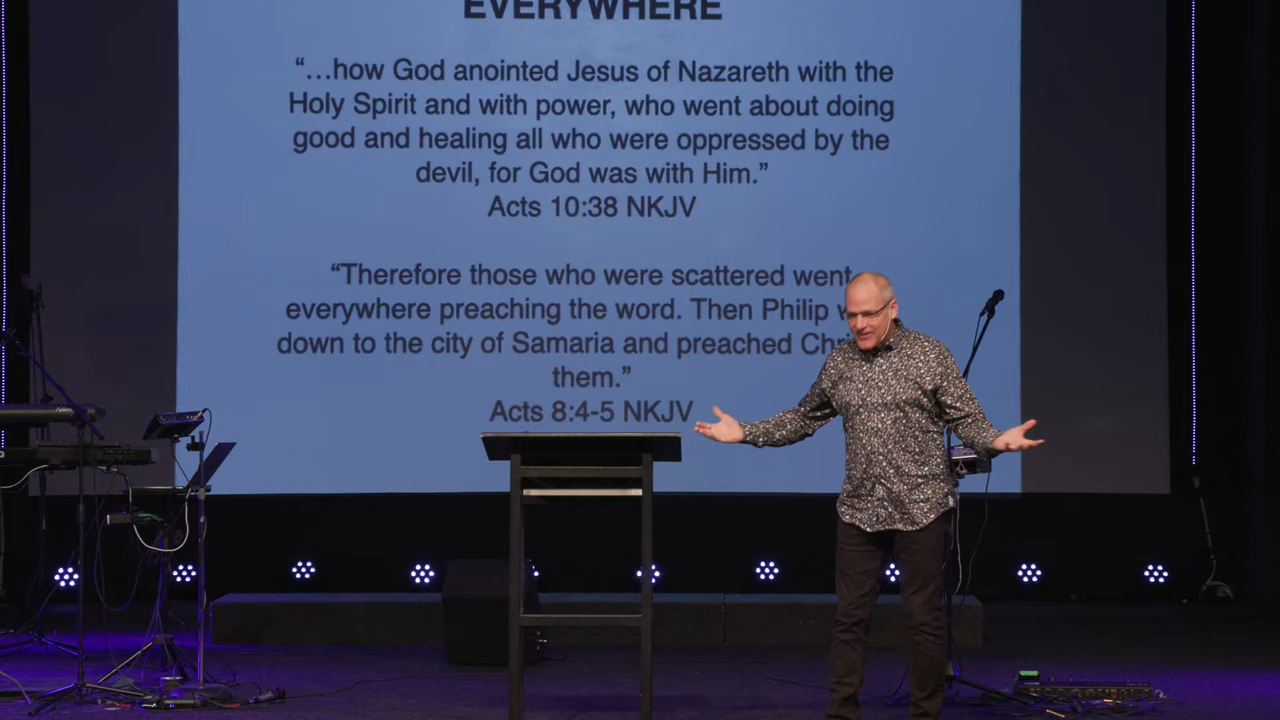 EVERYWHERE
“…how God anointed Jesus of Nazareth with the
Holy Spirit and with power, who went about doing
good and healing all who were oppressed by the
devil, for God was with Him.”
Acts 10:38 NKJV
“Therefore those who were scattered went
everywhere preaching the word. Then Philip
down to the city of Samaria and preached
them.”
Acts 8:4-5 NKJV